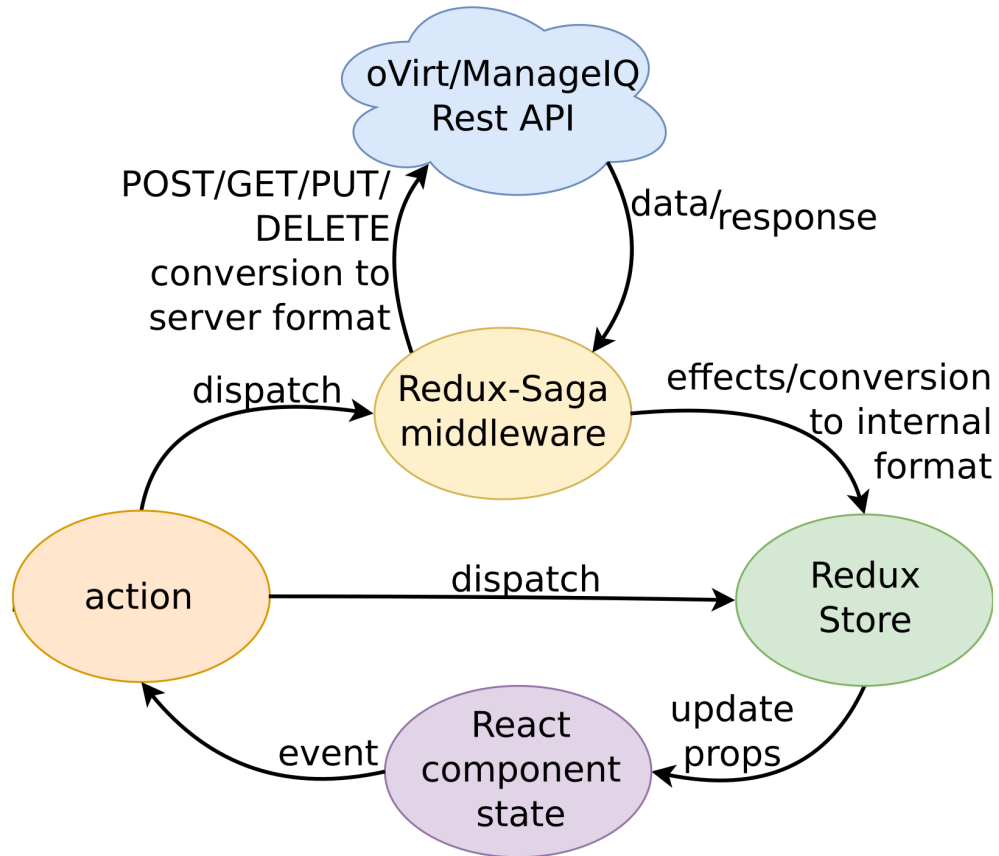 oVirt/ManageIQ
Rest API
POST/GET/PUT/
DELETE
conversion to
server format
data/response
dispatch
Redux-Saga
middleware
effects/conversion
to internal
format
action
dispatch
Redux
Store
event
React
component
state
update
props